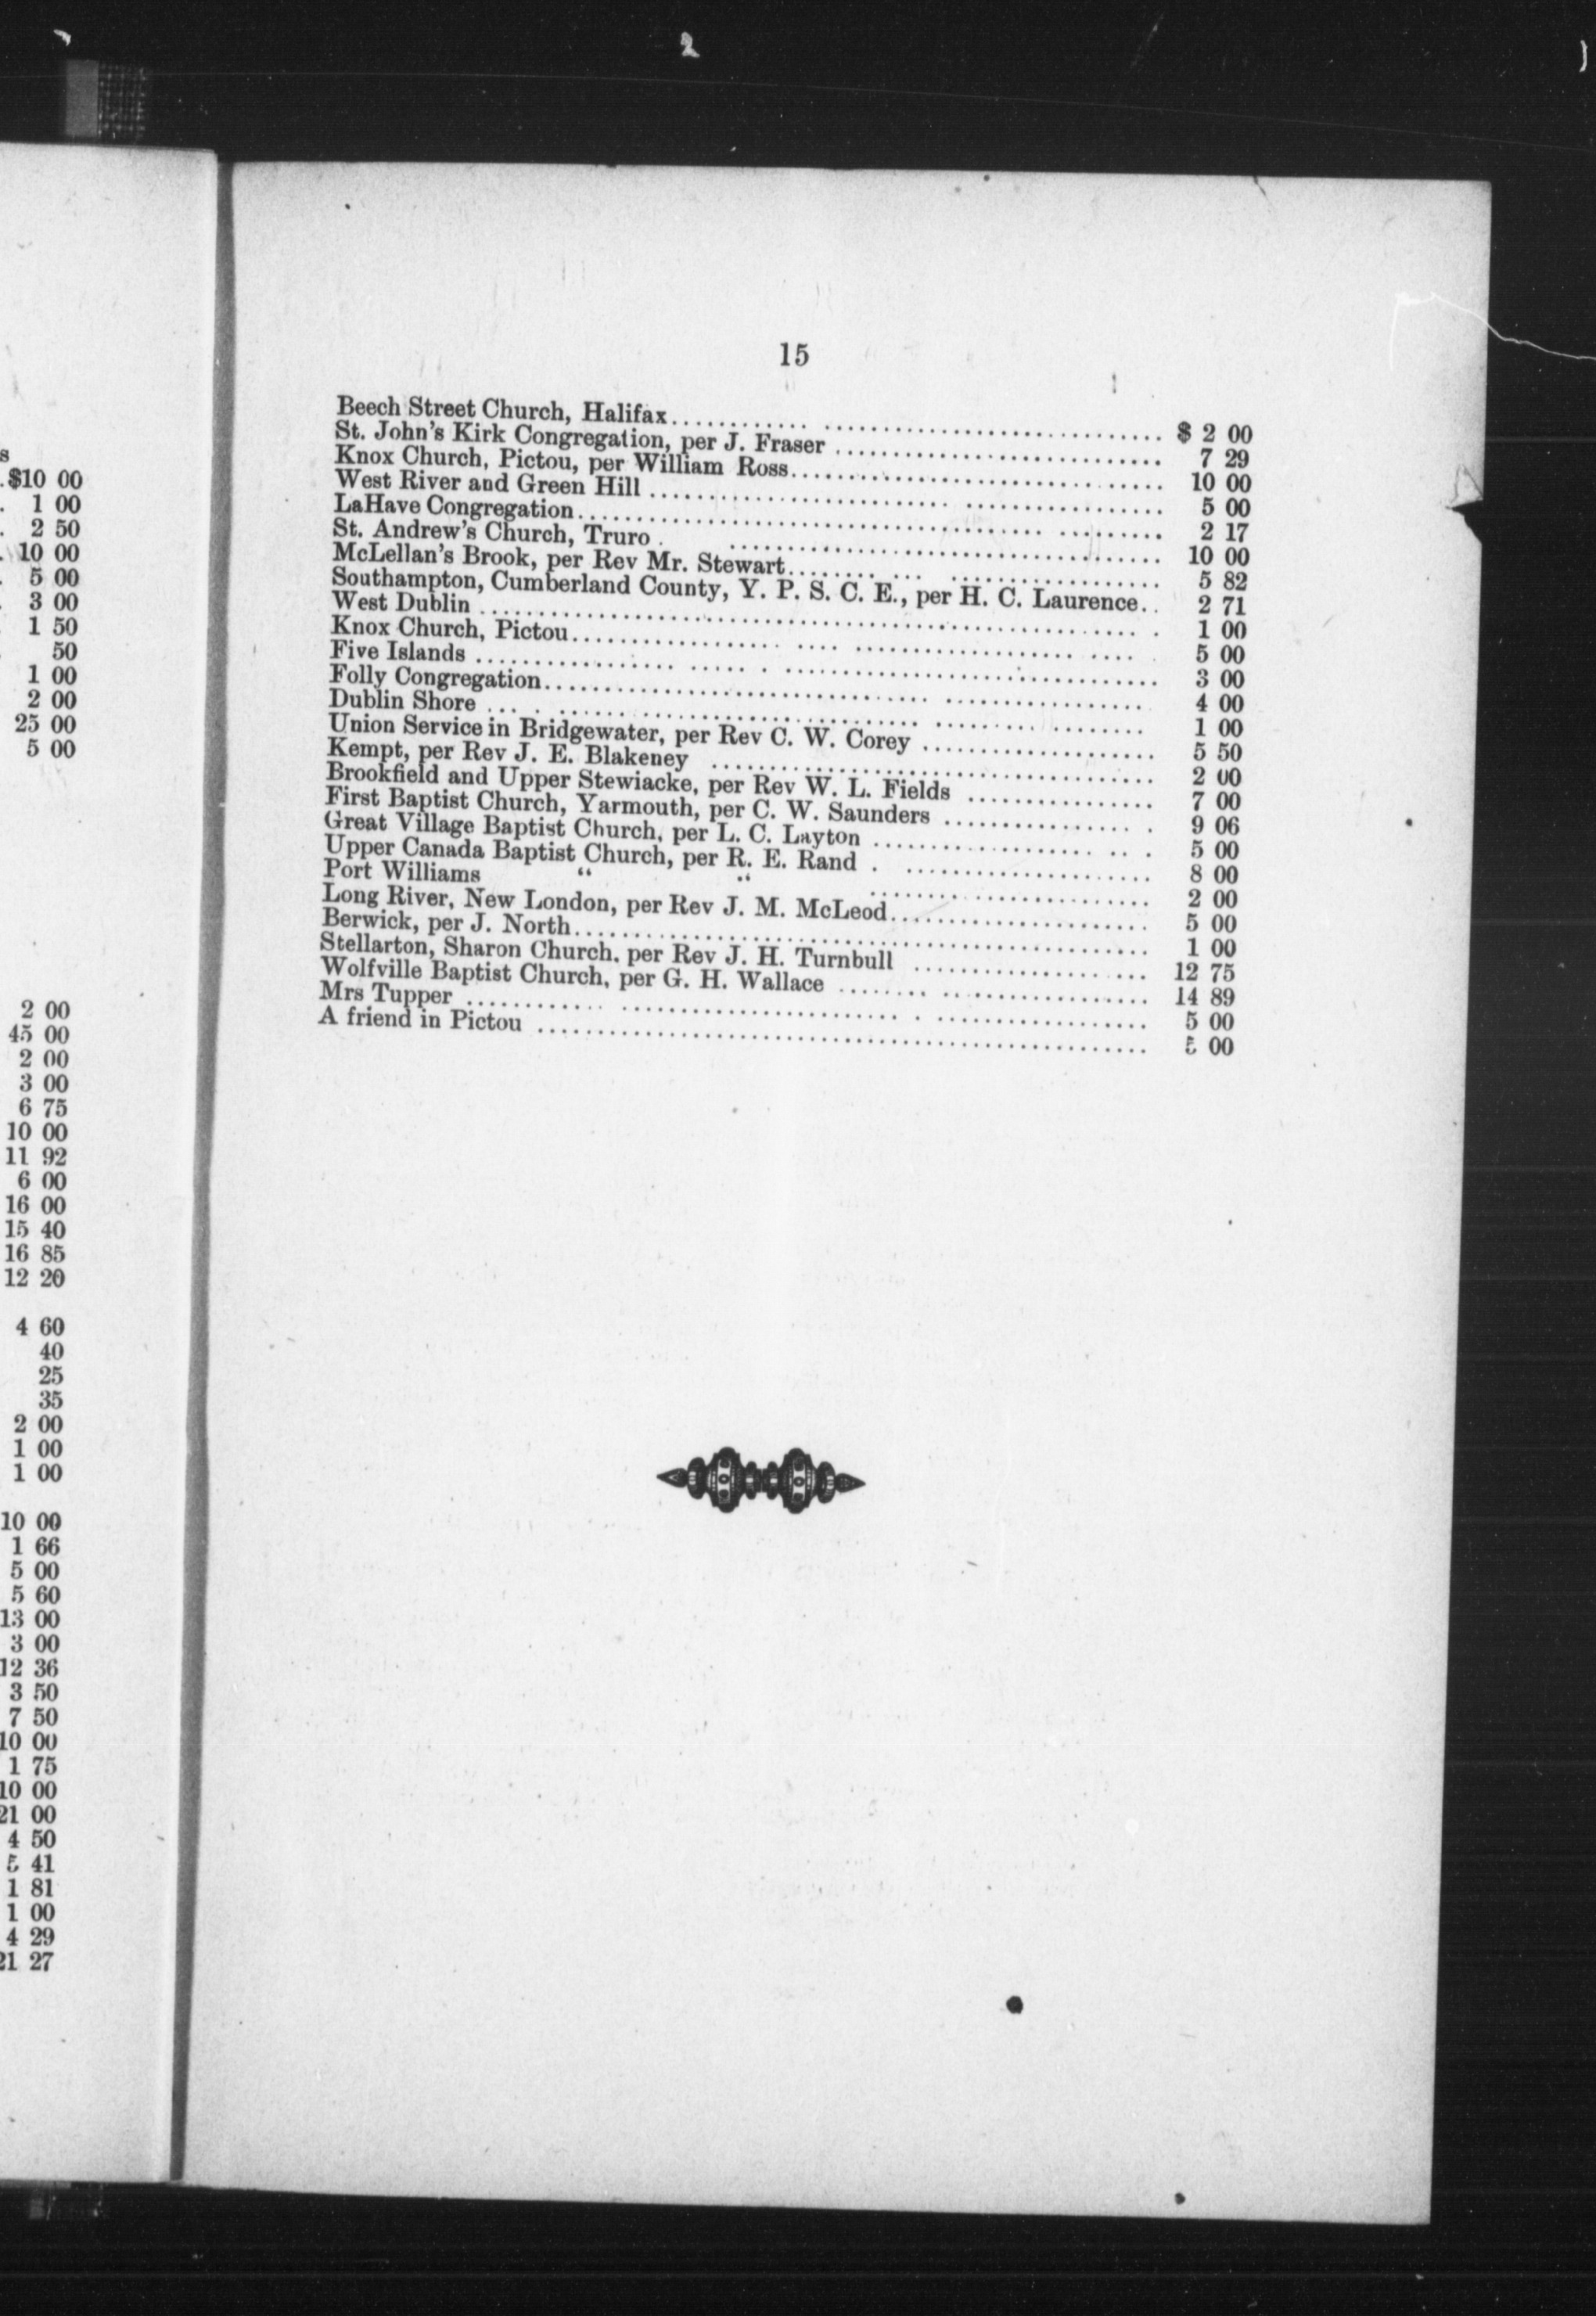 s
.$10 00
. 1 00
. 2 50
. 10 00
. 5 00
. 3 00
1 50
50
1 00
2 00
25 00
5 00
2 00
45 00
2 00
3 00
6 75
10 00
11 92
6 00
16 00
15 40
16 85
12 20
4 60
40
25
35
2 00
1 00
1 00
10 00
1 66
5 00
5 60
13 00
3 00
12 36
3 50
7 50
10 00
1 75
10 00
21 00
4 50
5 41
1 81
1 00
4 29
21 27
2
15
Beech Street Church, Halifax.......... $ 2 00
St. John's Kirk Congregation, per J. Fraser .......... 7 29
Knox Church, Pictou, per William Ross.......... 10 00
West River and Green Hill .......... 5 00
LaHave Congregation.......... 2 17
St. Andrew's Church, Truro .......... 10 00
McLellan's Brook, per Rev Mr. Stewart.......... 5 82
Southampton, Cumberland County, Y. P. S. C. E., per H. C. Laurence.. 2 71
West Dublin .......... 1 00
Knox Church, Pictou.......... 5 00
Five Islands .......... 3 00
Folly Congregation.......... 4 00
Dublin Shore .......... 1 00
Union Service in Bridgewater, per Rev C. W. Corey .......... 5 50
Kempt, per Rev J. E. Blakeney .......... 2 00
Brookfield and Upper Stewiacke, per Rev W. L. Fields .......... 7 00
First Baptist Church, Yarmouth, per C. W. Saunders .......... 9 06
Great Village Baptist Church, per L. C. Layton .......... 5 00
Upper Canada Baptist Church, per R. E. Rand .......... 8 00
Port Williams " " .......... 2 00
Long River, New London, per Rev J. M. McLeod.......... 5 00
Berwick, per J. North.......... 1 00
Stellarton, Sharon Church, per Rev J. H. Turnbull .......... 12 75
Wolfville Baptist Church, per G. H. Wallace .......... 14 89
Mrs Tupper .......... 5 00
A friend in Pictou .......... 5 00